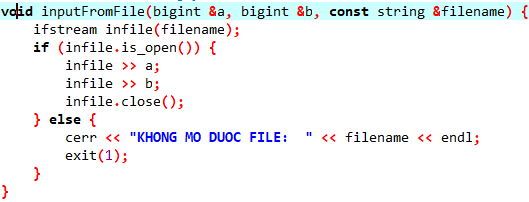 void inputFromFile(bigint &a, bigint &b, const string &filename) {
    ifstream infile(filename);
    if (infile.is_open()) {
        infile >> a;
        infile >> b;
        infile.close();
    } else {
        cerr << "KHONG MO DUOC FILE:  " << filename << endl;
        exit(1);
    }
}